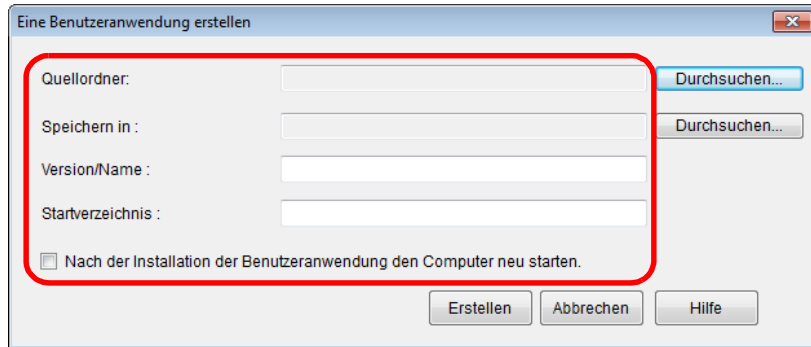 Eine Benutzeranwendung erstellen
Quellordner: Durchsuchen...
Speichern in : Durchsuchen...
Version/Name :
Startverzeichnis :
Nach der Installation der Benutzeranwendung den Computer neu starten.
Erstellen Abbrechen Hilfe